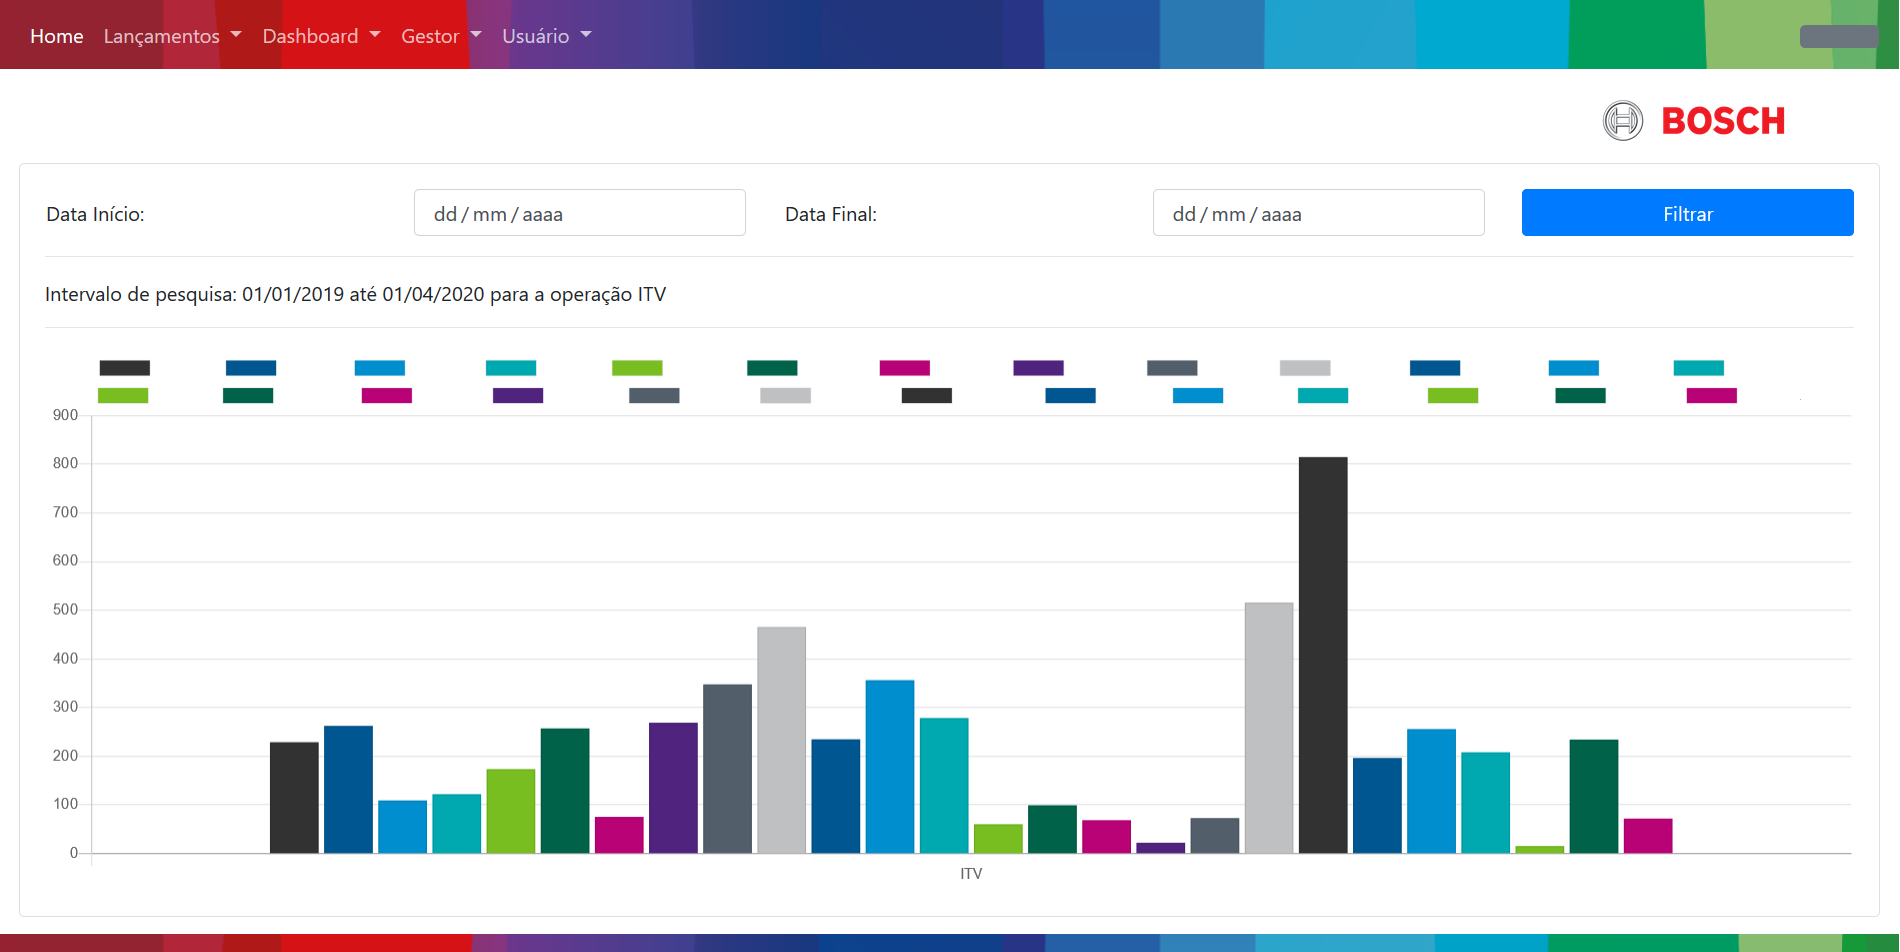 Home Lançamentos Dashboard Gestor Usuário
BOSCH
Data Início: dd/mm/aaaa Data Final: dd/mm/aaaa Filtrar
Intervalo de pesquisa: 01/01/2019 até 01/04/2020 para a operação ITV
900
800
700
600
500
400
300
200
100
0
ITV